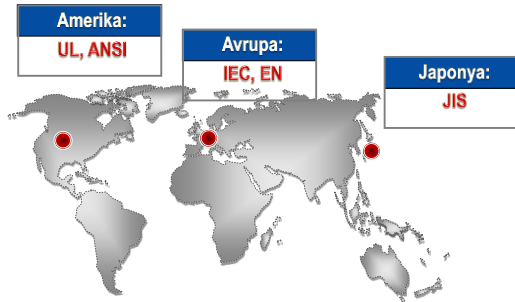 Amerika:
UL, ANSI
Avrupa:
IEC, EN
Japonya:
JIS